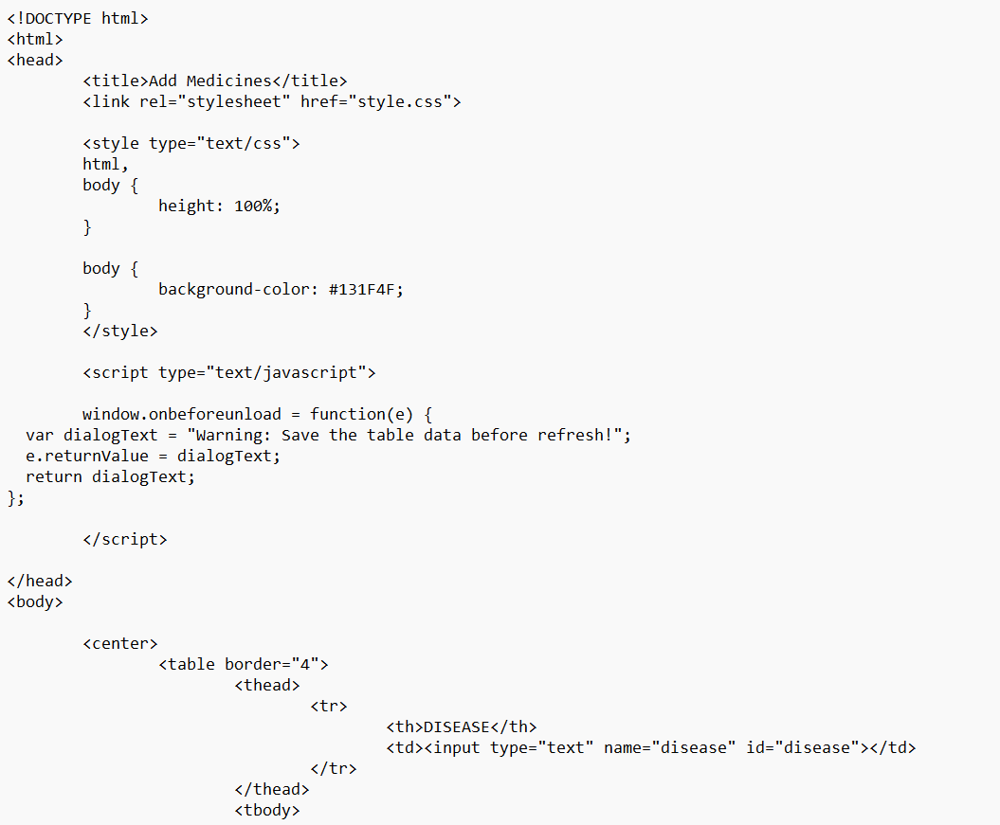 <!DOCTYPE html>
<html>
<head>
<title>Add Medicines</title>
<link rel="stylesheet" href="style.css">
<style type="text/css">
html,
body {
height: 100%;
}
body {
background-color: #131F4F;
}
</style>
<script type="text/javascript">
window.onbeforeunload = function(e) {
var dialogText = "Warning: Save the table data before refresh!";
e.returnValue = dialogText;
return dialogText;
};
</script>
</head>
<body>
<center>
<table border="4">
<thead>
<tr>
<th>DISEASE</th>
<td><input type="text" name="disease" id="disease"></td>
</tr>
</thead>
<tbody>